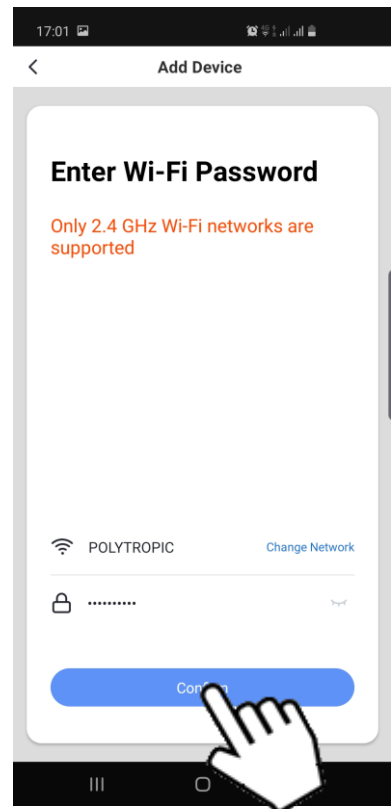 17:01
Add Device
Enter Wi-Fi Password
Only 2.4 GHz Wi-Fi networks are
supported
POLYTROPIC Change Network
••••••••••